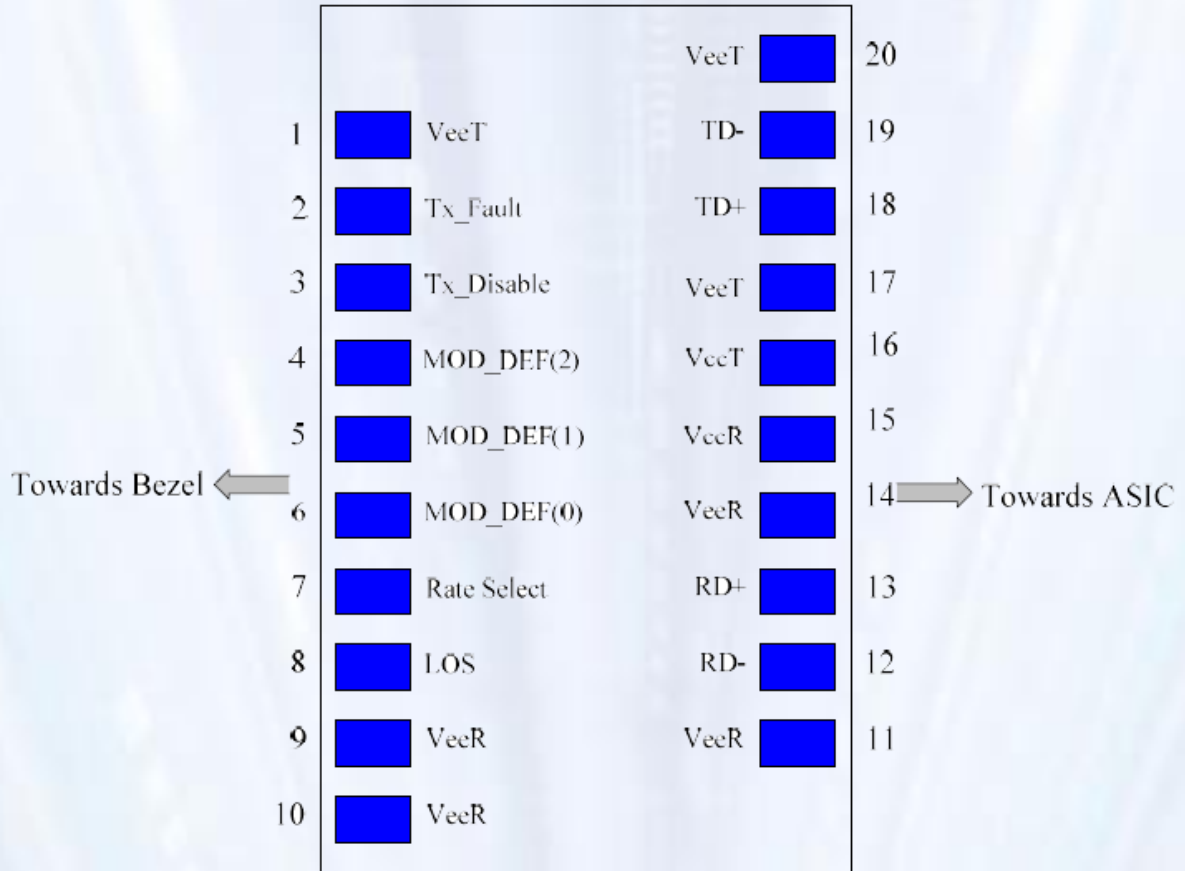 VeeT 20
1 VeeT TD- 19
2 Tx_Fault TD+ 18
3 Tx_Disable VeeT 17
4 MOD_DEF(2) VccT 16
5 MOD_DEF(1) VccR 15
Towards Bezel
6 MOD_DEF(0) VeeR 14
Towards ASIC
7 Rate Select RD+ 13
8 LOS RD- 12
9 VeeR VeeR 11
10 VeeR